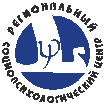 РЕГИОНАЛЬНЫЙ
СОЦИОПСИХОЛОГИЧЕСКИЙ ЦЕНТР
Ψ